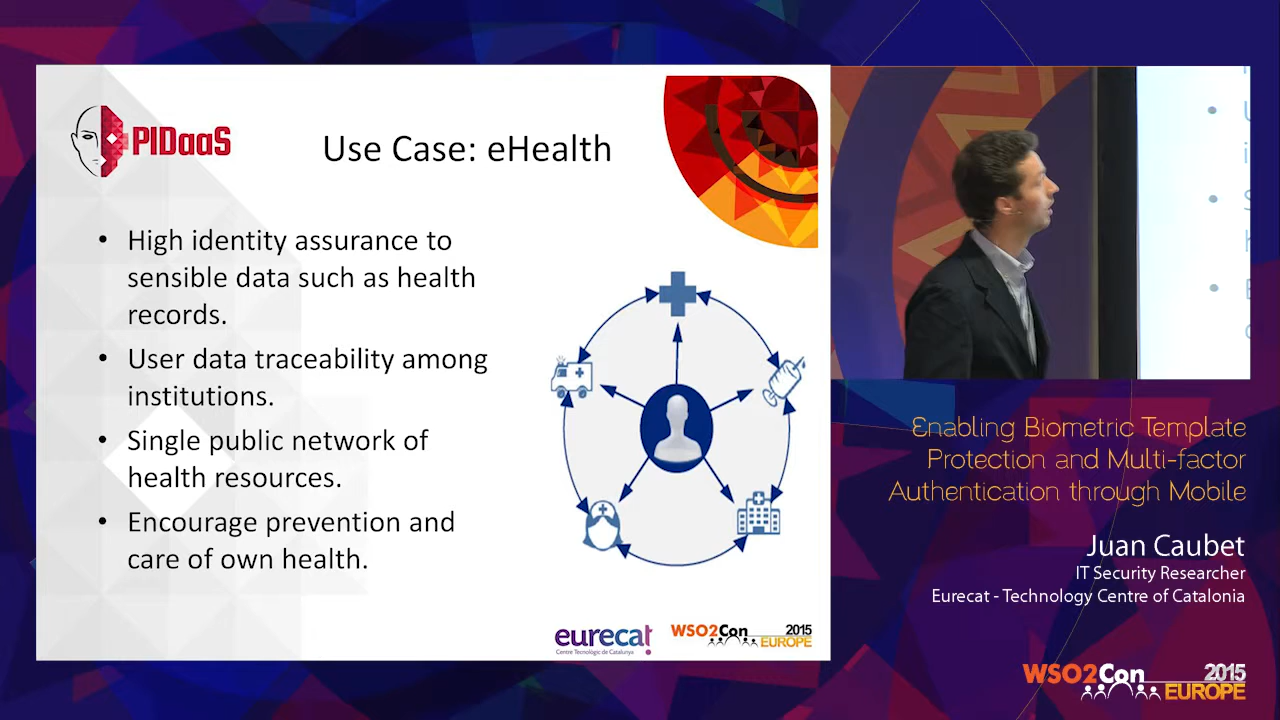 PIDaaS
Use Case: eHealth
• High identity assurance to
sensible data such as health
records.
• User data traceability among
institutions.
• Single public network of
health resources.
• Encourage prevention and
care of own health.
eurecat
Centre Tecnològic de Catalunya
WSO2Con 2015
EUROPE
Enabling Biometric Template
Protection and Multi-factor
Authentication through Mobile
Juan Caubet
IT Security Researcher
Eurecat - Technology Centre of Catalonia
WSO2Con 2015
EUROPE